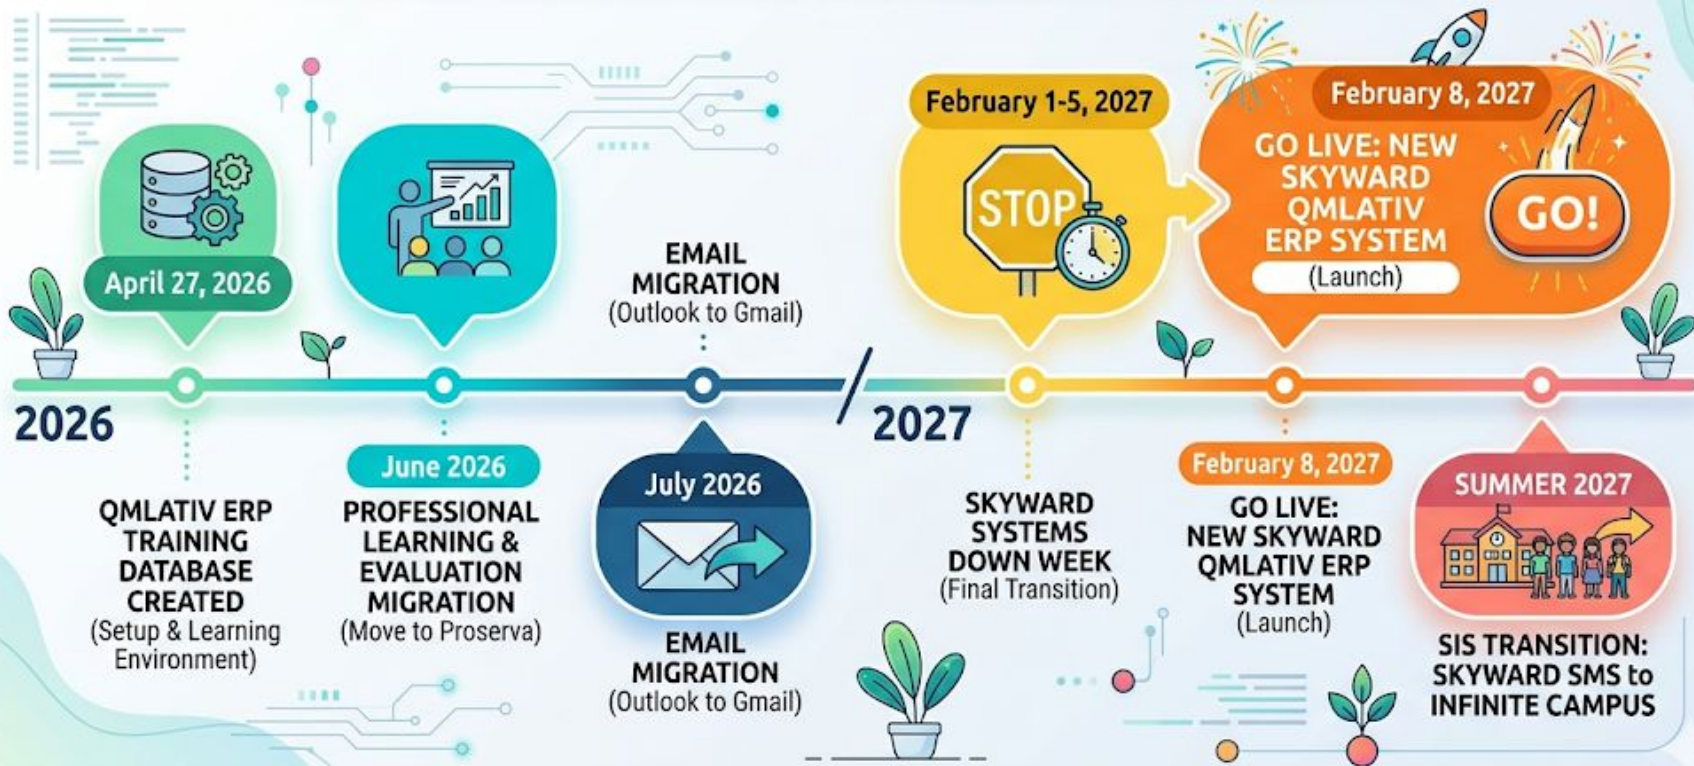 April 27, 2026
EMAIL
MIGRATION
(Outlook to Gmail)
February 1-5, 2027
STOP
February 8, 2027
GO LIVE: NEW
SKYWARD
QMLATIV
ERP SYSTEM
(Launch)
GO!
2026
2027
QMLATIV ERP
TRAINING
DATABASE
CREATED
(Setup & Learning
Environment)
June 2026
PROFESSIONAL
LEARNING &
EVALUATION
MIGRATION
(Move to Proserva)
July 2026
EMAIL
MIGRATION
(Outlook to Gmail)
SKYWARD
SYSTEMS
DOWN WEEK
(Final Transition)
February 8, 2027
GO LIVE:
NEW SKYWARD
QMLATIV ERP
SYSTEM
(Launch)
SUMMER 2027
SIS TRANSITION:
SKYWARD SMS to
INFINITE CAMPUS